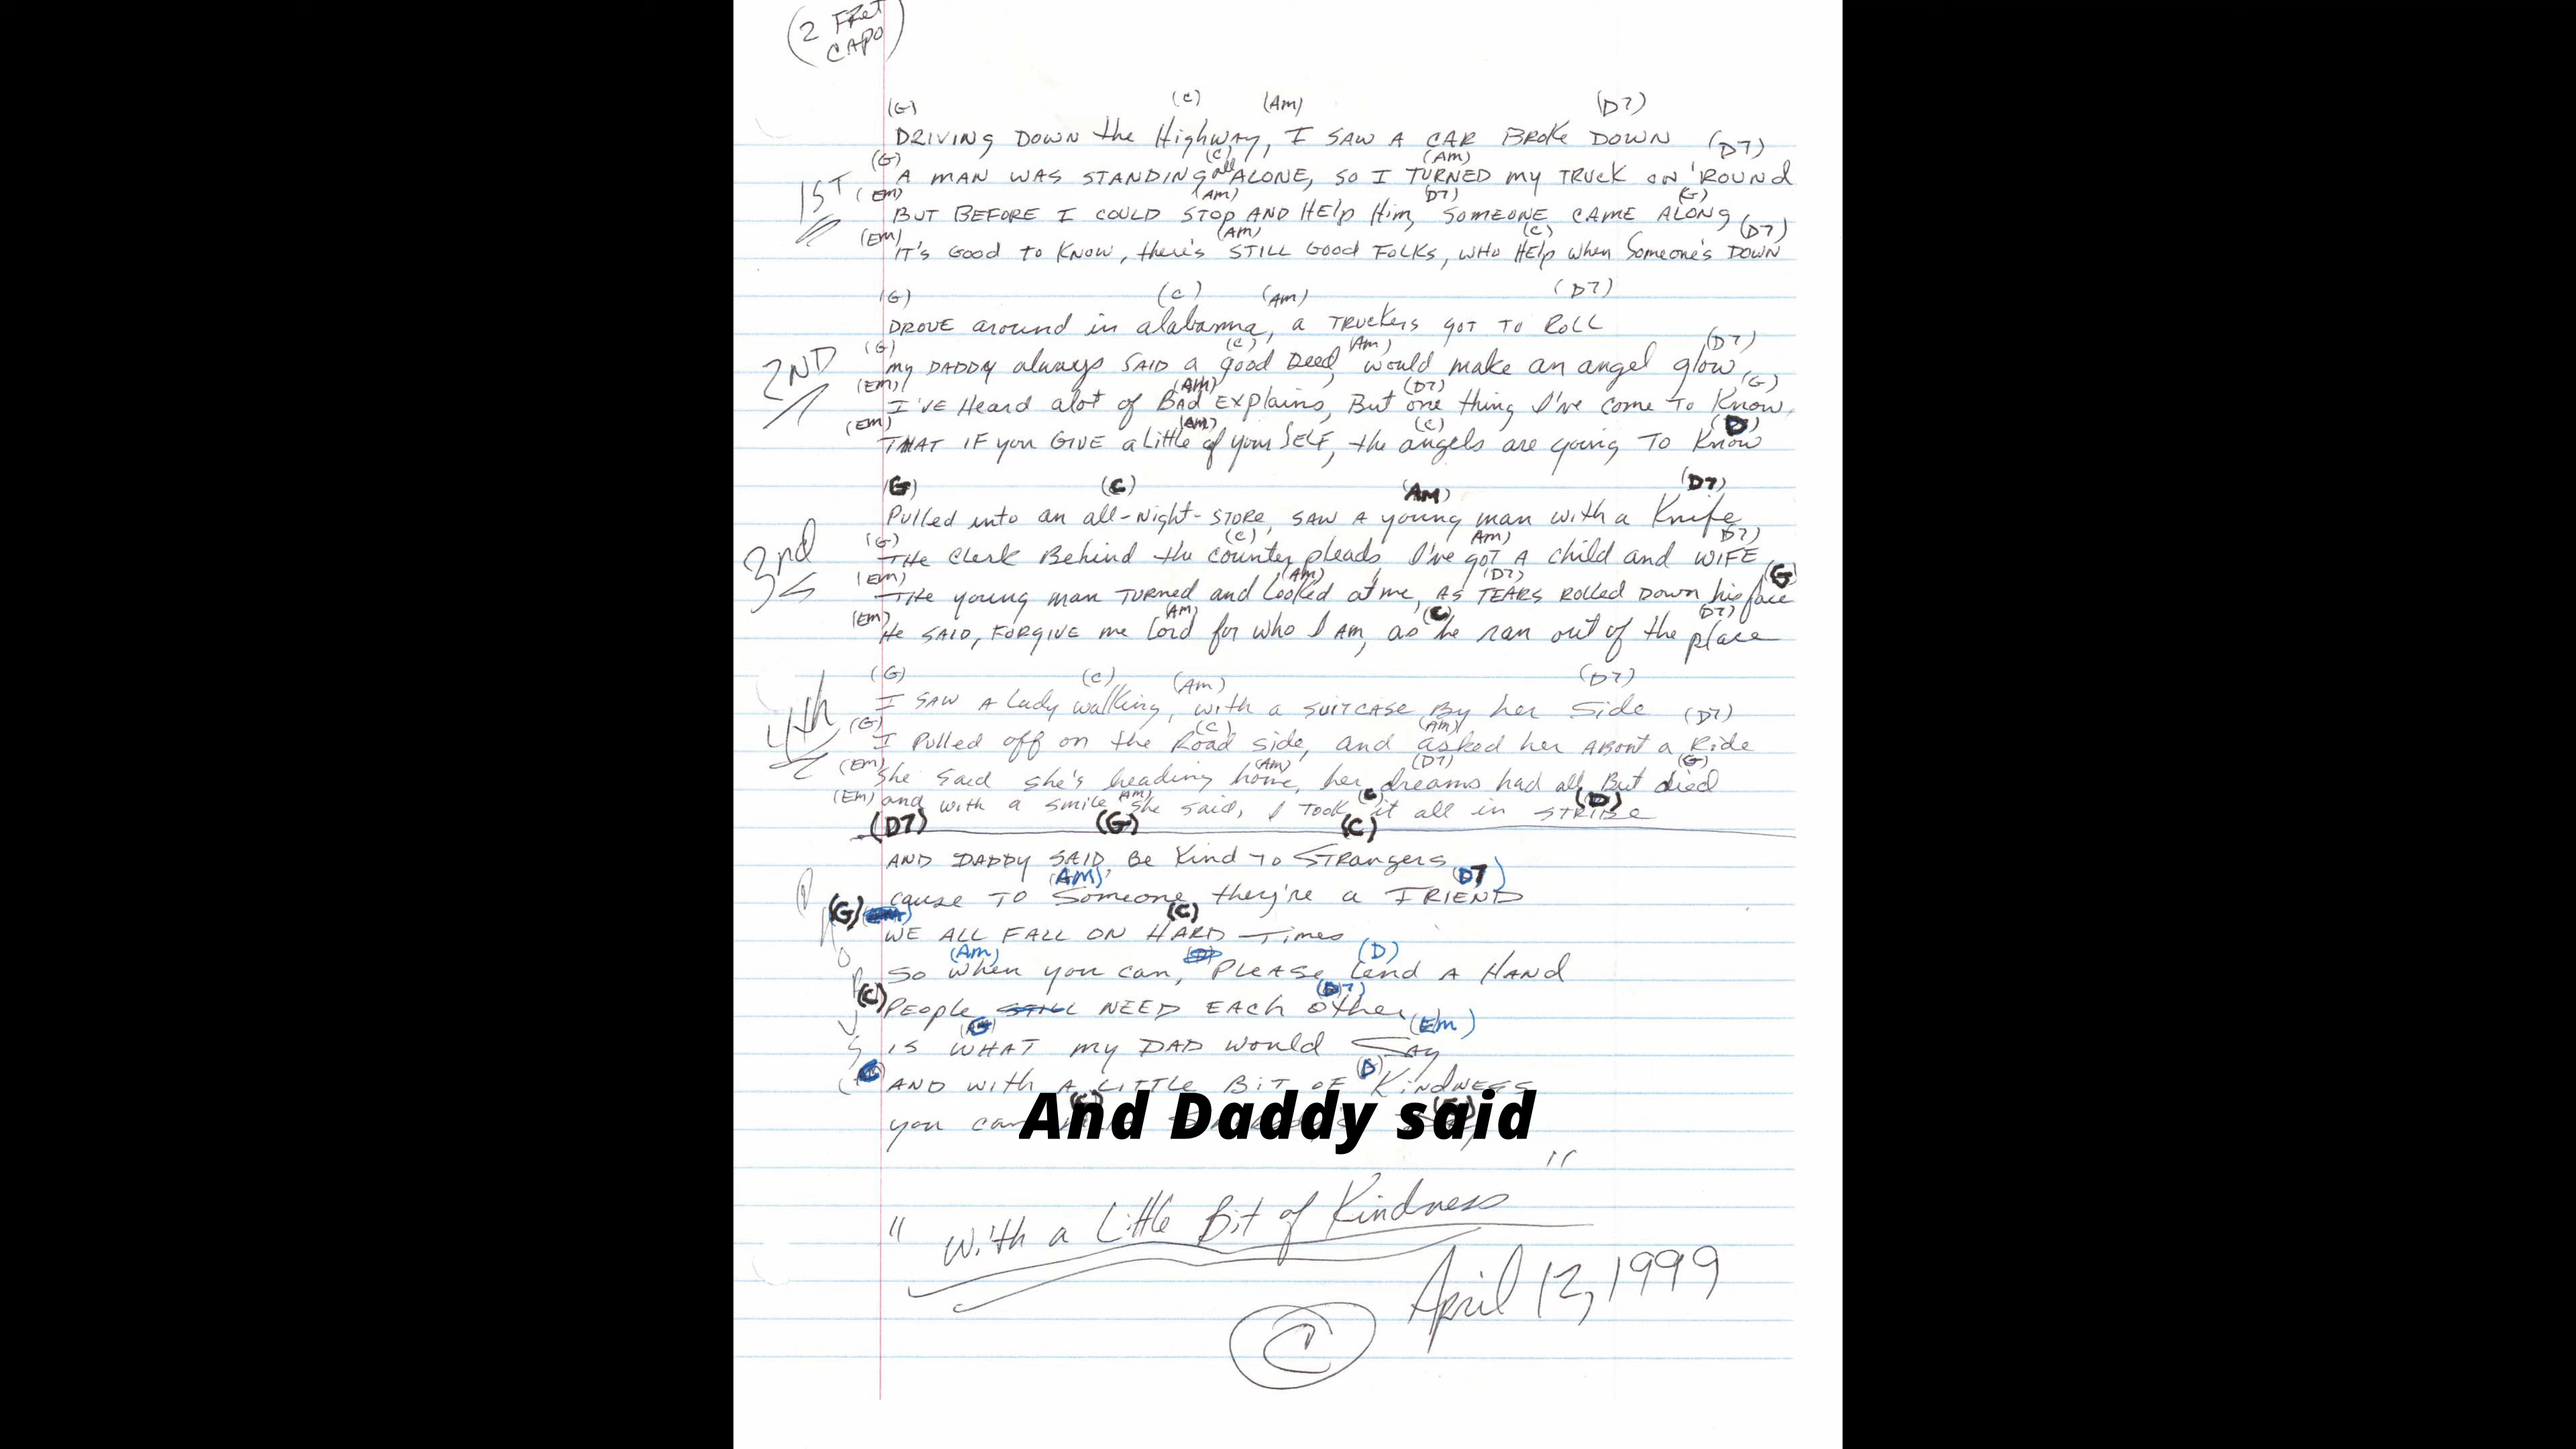 (2 FRET
CAPO)
(G) (C) (Am) (D7)
DRIVING DOWN the Highway, I SAW A CAR BROKE DOWN (D7)
(G) (C) (Am)
1ST A MAN WAS STANDING all ALONE, SO I TURNED my TRUCK ON 'ROUND
(Em) (Am) (D7) (G)
BUT BEFORE I COULD STOP AND HELP Him, SOMEONE CAME ALONG
(Em) (Am) (C) (D7)
IT'S GOOD TO KNOW, there's STILL GOOD FOLKS, WHO HElp when Someone's DOWN
(G) (C) (Am) (D7)
DROVE around in alabama, a TRUCKers GOT TO ROLL
(G) (C) (Am) (D7)
2ND my DADDY always SAID a good DEED would make an angel glow,
(Em) (AM) (D7) (G)
I'VE Heard alot of BAd EXplains, But one thing I've come To Know,
(Em) (Am) (C) (D)
THAT IF you GIVE a Little of your SELF, the angels are going TO Know
(G) (C) (AM) (D7)
Pulled into an all-Night-STORE, SAW A young man with a Knife
(G) (C) Am) D7)
3rd THE Clerk Behind the counter pleads, I've got A child and WIFE
(Em) (Am) (D7) (G)
THE young man TURNED and Looked at me, AS TEARS ROLLED DOWN his face
(Em) (AM) (C) (D7)
He SAID, FORGIVE me Lord for who I AM, as he ran out of the place
(G) (C) (Am) (D7)
I SAW A Lady walking, with a SUITCASE By her Side (D7)
(G) (C) (AM)
4th I Pulled off on the Road side, and asked her ABOUT a Ride
(Em) (Am) (D7) (G)
She Said she's heading home, her dreams had all But died
(Em) (AM) (C) (D)
and with a smile she said, I TOOK it all in STRIDE
(D7) (G) (C)
AND DADDY SAID, Be Kind TO STRangers
(AM) (D7)
cause TO Someone they're a FRIEND
(G) (C)
WE ALL FALL ON HARD Times
(Am) (D)
SO when you can, PLEASE Lend A HAND
(C) (D7)
PEOple STILL NEED EACh other
(G) (Em)
IS WHAT my DAD would SAy
(D)
AND with A LITTLE BiT OF KiNdNESS
you can
And Daddy said
"With a Little Bit of Kindness"
April 12, 1999
©